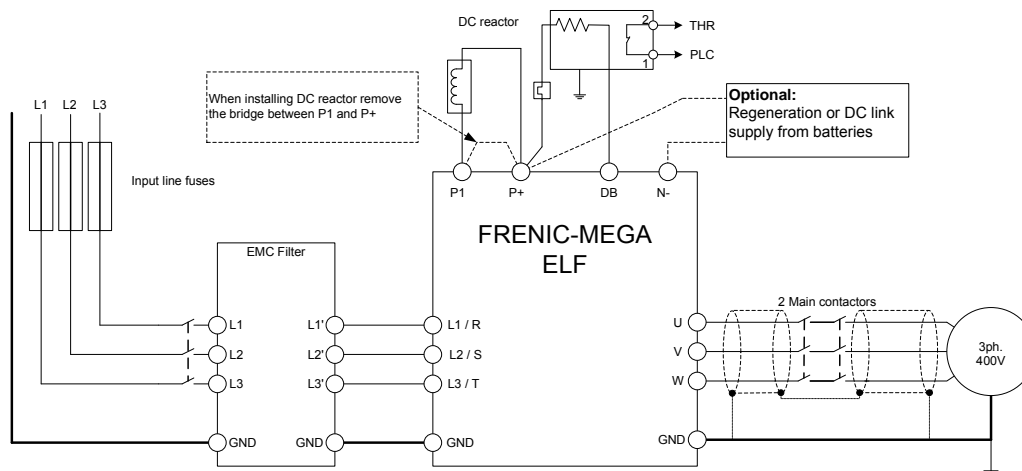 DC reactor
2
THR
PLC
1
When installing DC reactor remove
the bridge between P1 and P+
Optional:
Regeneration or DC link
supply from batteries
L1 L2 L3
Input line fuses
P1 P+ DB N-
FRENIC-MEGA
ELF
EMC Filter
2 Main contactors
L1 L1' L1 / R U
L2 L2' L2 / S V
L3 L3' L3 / T W
3ph.
400V
GND GND GND GND